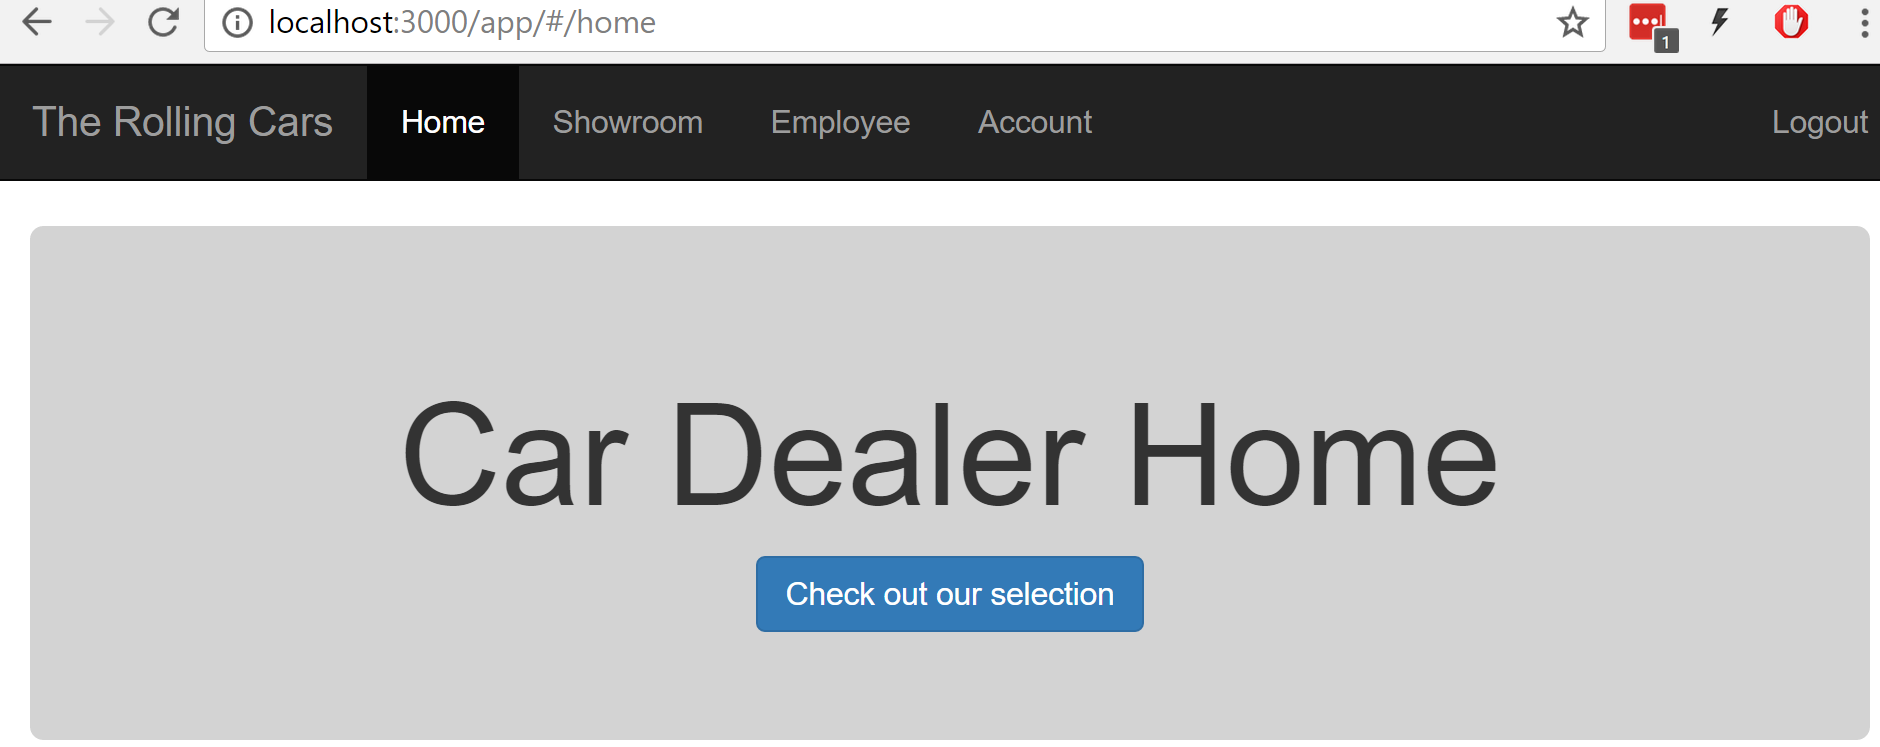 localhost:3000/app/#/home
1
The Rolling Cars Home Showroom Employee Account Logout
Car Dealer Home
Check out our selection